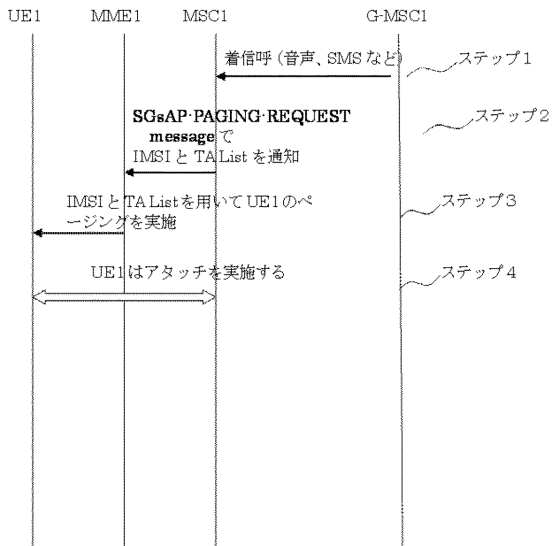 UE1 MME1 MSC1 G-MSC1
着信呼（音声、SMS など） ステップ1
SGsAP-PAGING-REQUEST ステップ2
message で
IMSI と TA List を通知
IMSI と TA List を用いて UE1 のペ ステップ3
ージングを実施
UE1 はアタッチを実施する ステップ4